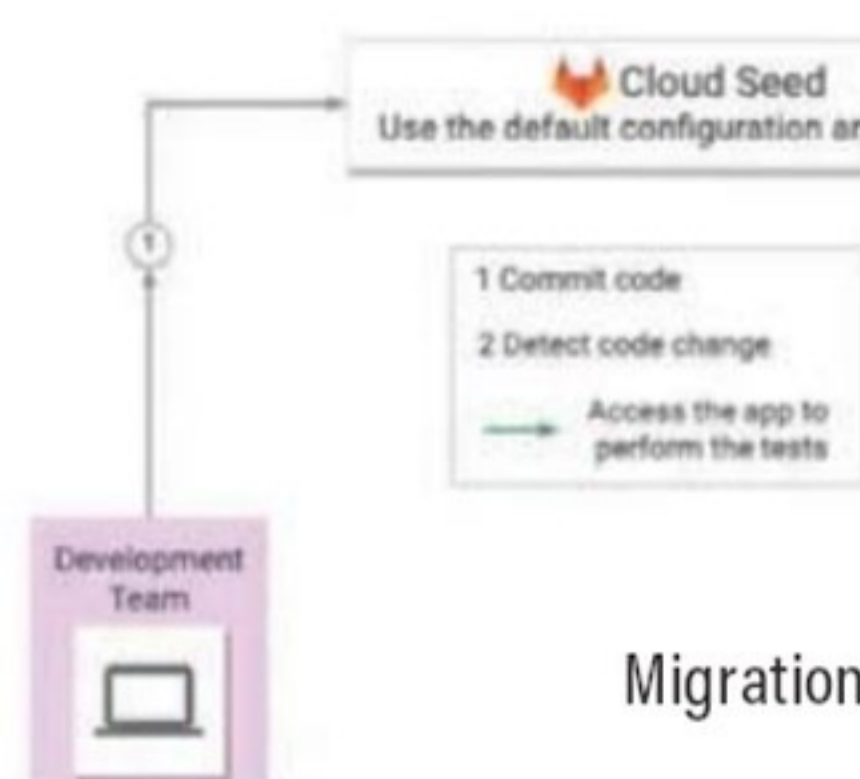 Cloud Seed
Use the default configuration
1
1 Commit code
2 Detect code change
Access the app to
perform the tests
Development
Team
Migration